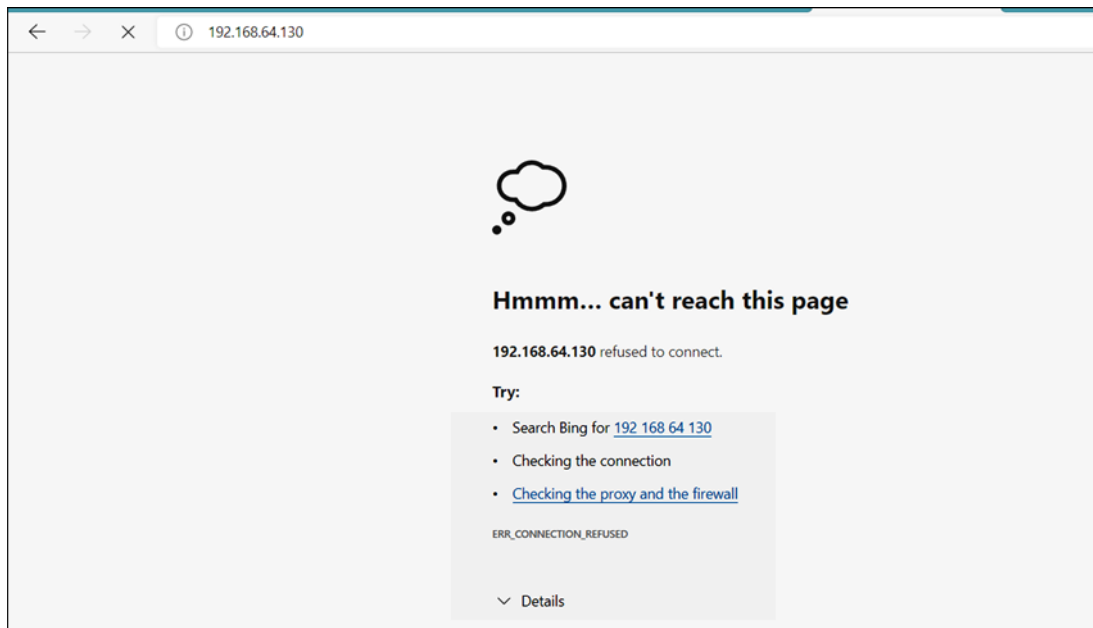 192.168.64.130
Hmmm... can't reach this page
192.168.64.130 refused to connect.
Try:
• Search Bing for 192 168 64 130
• Checking the connection
• Checking the proxy and the firewall
ERR_CONNECTION_REFUSED
Details